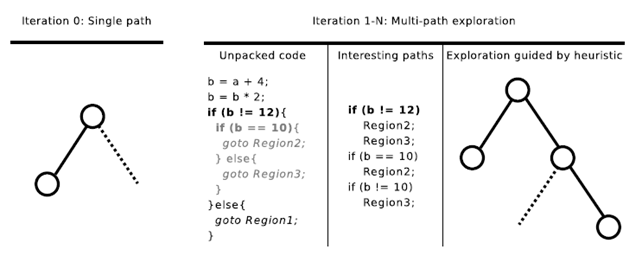 Iteration 0: Single path
Iteration 1-N: Multi-path exploration
Unpacked code
b = a + 4;
b = b * 2;
if (b != 12){
if (b == 10){
goto Region2;
} else{
goto Region3;
}
}else{
goto Region1;
}
Interesting paths
if (b != 12)
Region2;
Region3;
if (b == 10)
Region2;
if (b != 10)
Region3;
Exploration guided by heuristic